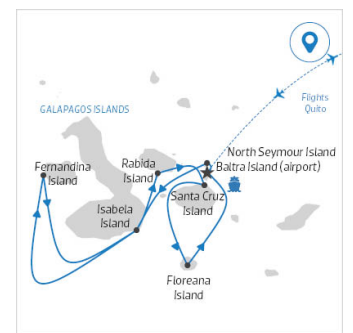 GALAPAGOS ISLANDS
Flights
Quito
North Seymour Island
Baltra Island (airport)
Fernandina
Island
Rabida
Island
Santa Cruz
Island
Isabela
Island
Floreana
Island